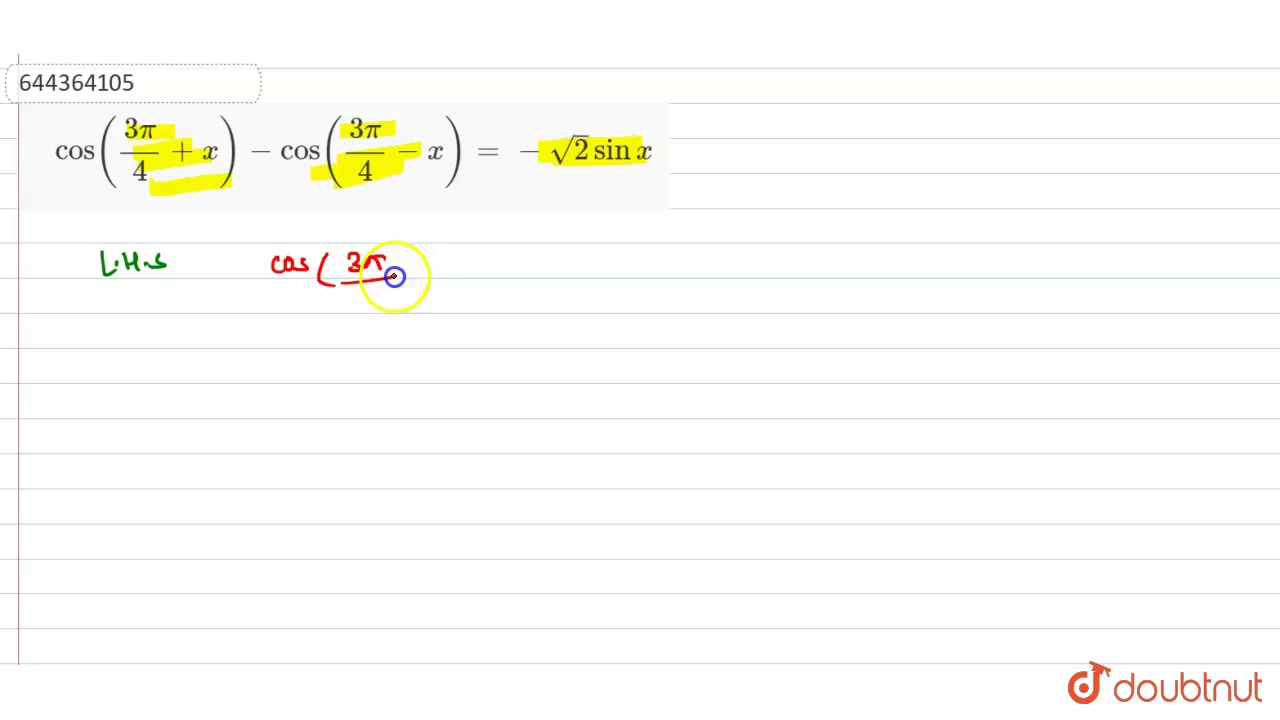 644364105
cos(3π/4 + x) − cos(3π/4 − x) = −√2 sin x
L.H.S cos(3π
doubtnut